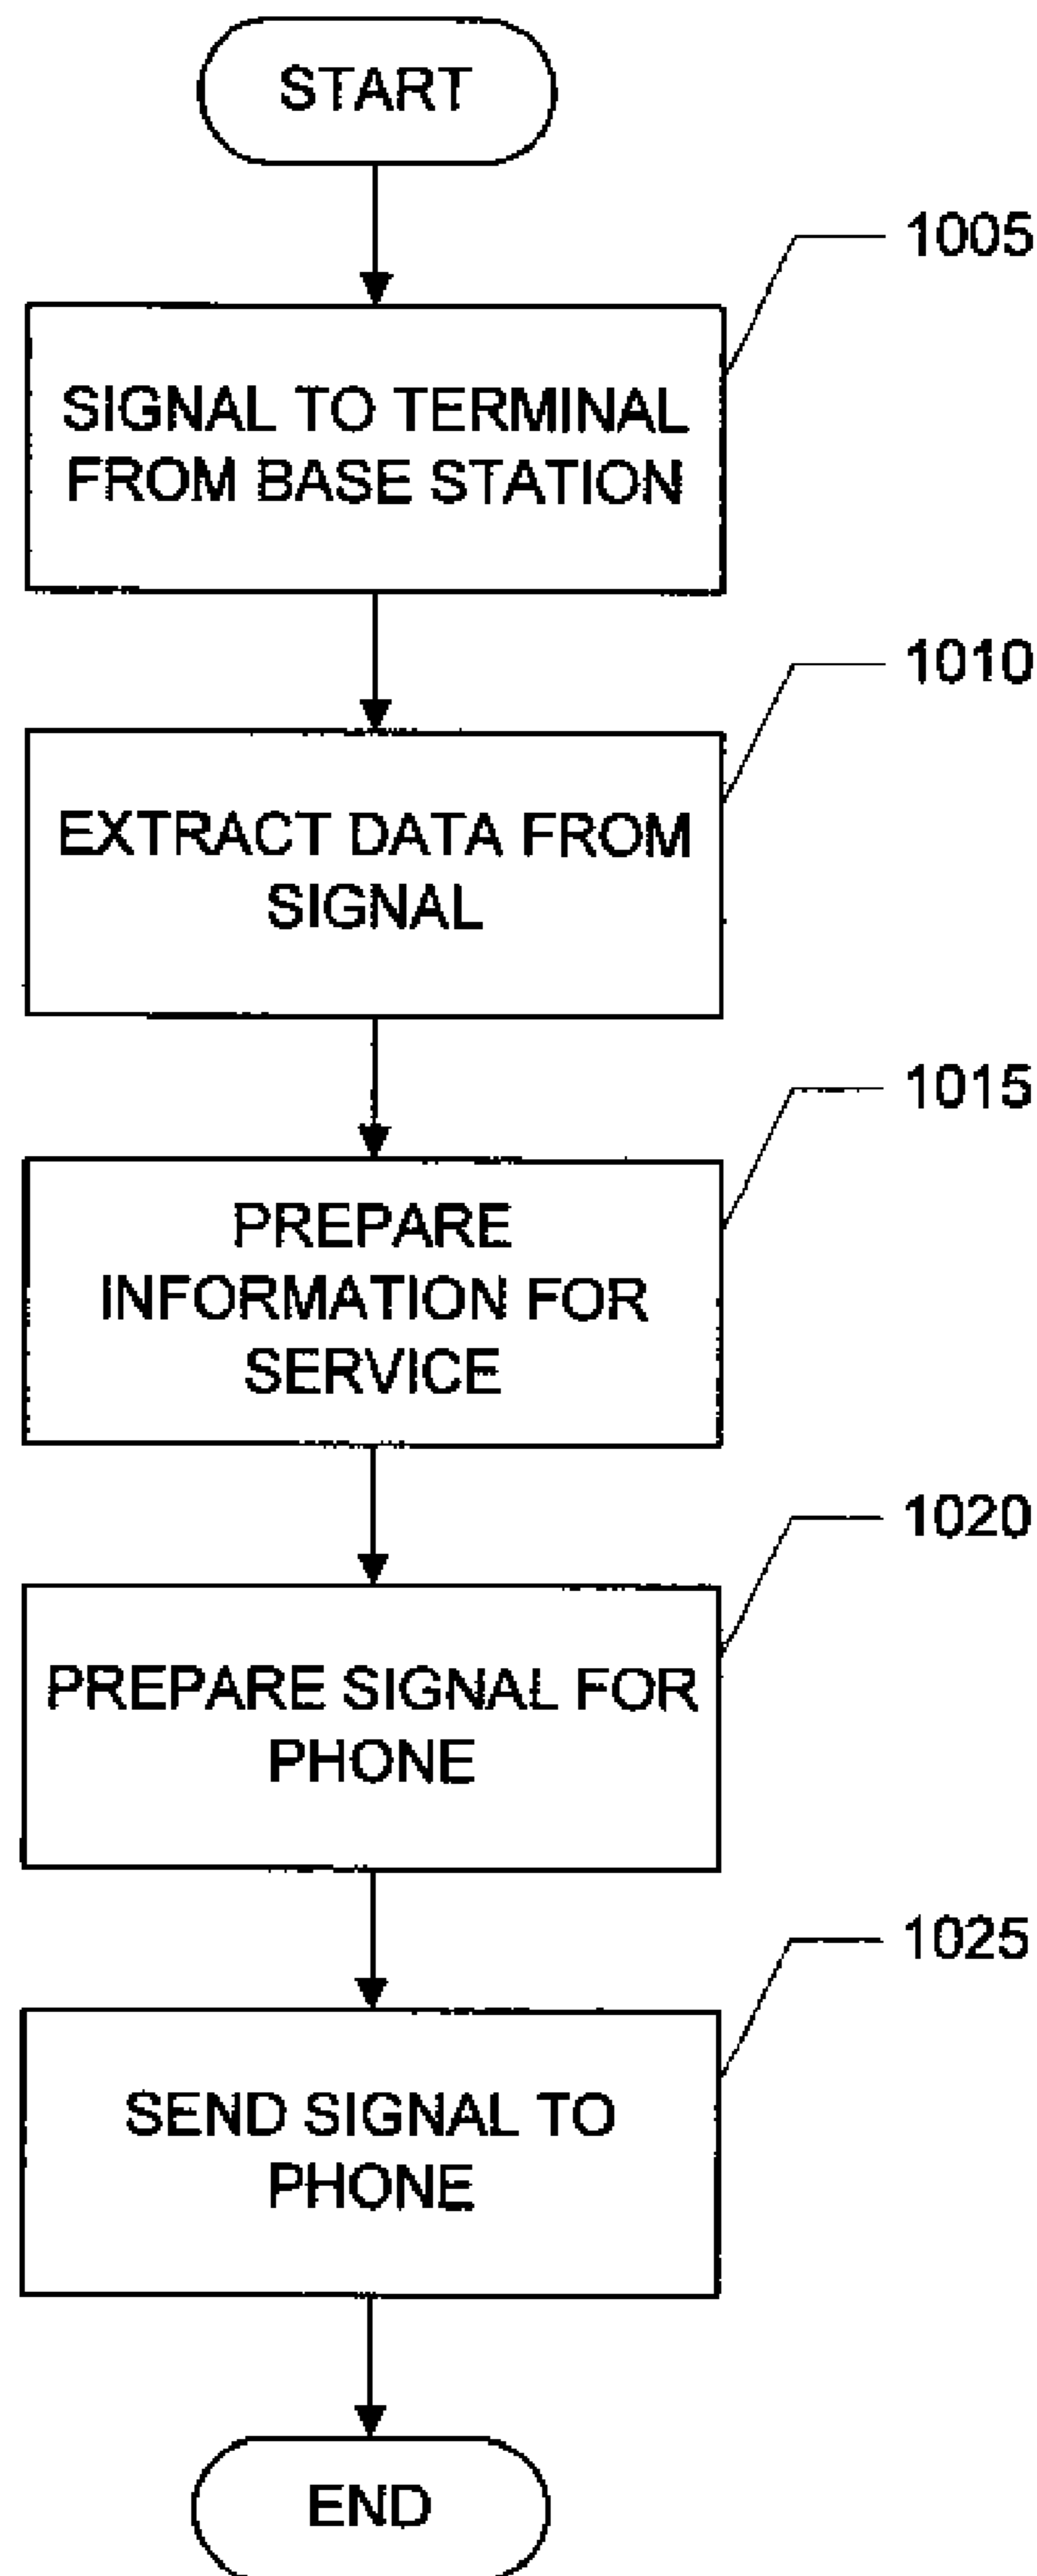 START
1005
SIGNAL TO TERMINAL
FROM BASE STATION
1010
EXTRACT DATA FROM
SIGNAL
1015
PREPARE
INFORMATION FOR
SERVICE
1020
PREPARE SIGNAL FOR
PHONE
1025
SEND SIGNAL TO
PHONE
END